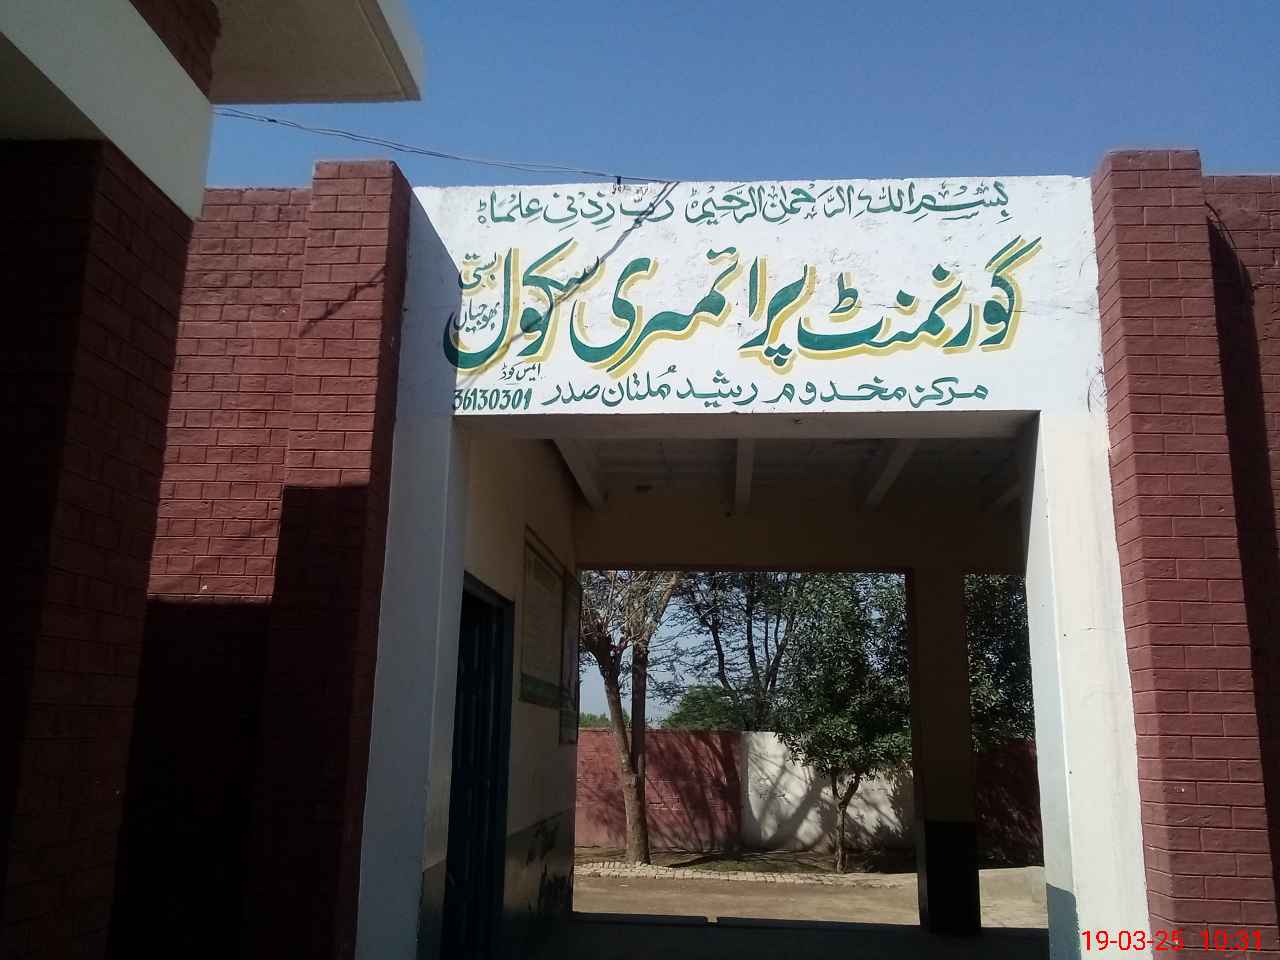 بسم اللہ الرحمٰن الرحیم رب زدنی علماً
گورنمنٹ پرائمری سکول بستی بھوجیاں
مرکز مخدوم رشید ملتان صدر
ایمس کوڈ 36130301
19-03-25 10:31